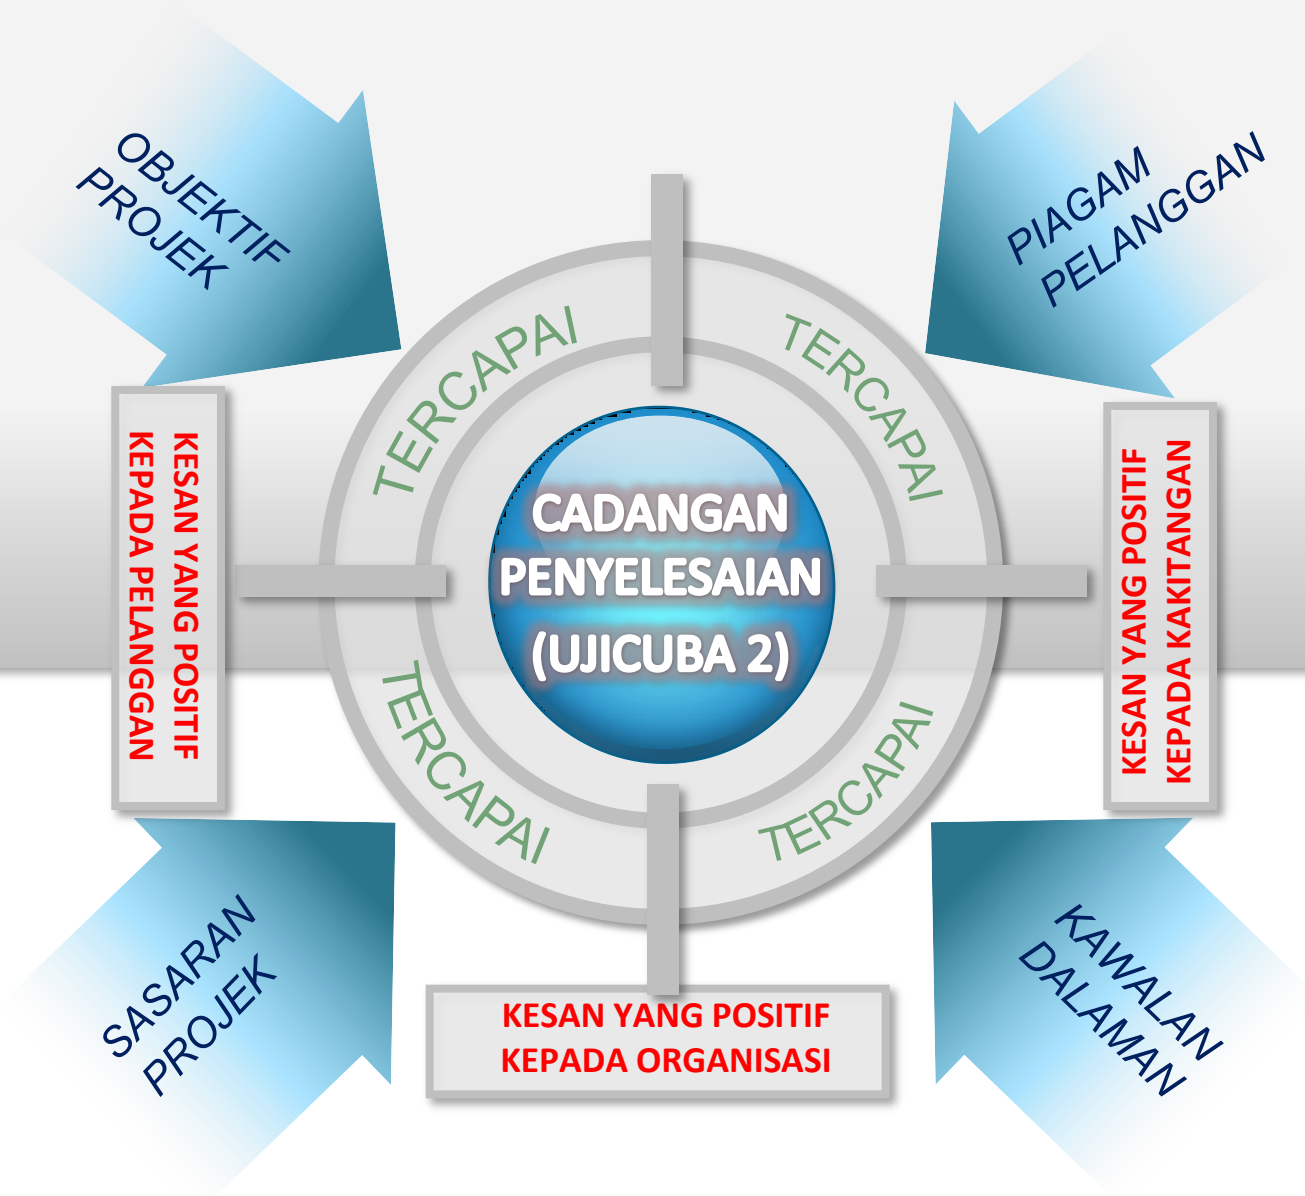 OBJEKTIF
PROJEK
PIAGAM
PELANGGAN
TERCAPAI
TERCAPAI
KESAN YANG POSITIF
KEPADA PELANGGAN
CADANGAN
PENYELESAIAN
(UJICUBA 2)
KESAN YANG POSITIF
KEPADA KAKITANGAN
TERCAPAI
TERCAPAI
SASARAN
PROJEK
KAWALAN
DALAMAN
KESAN YANG POSITIF
KEPADA ORGANISASI